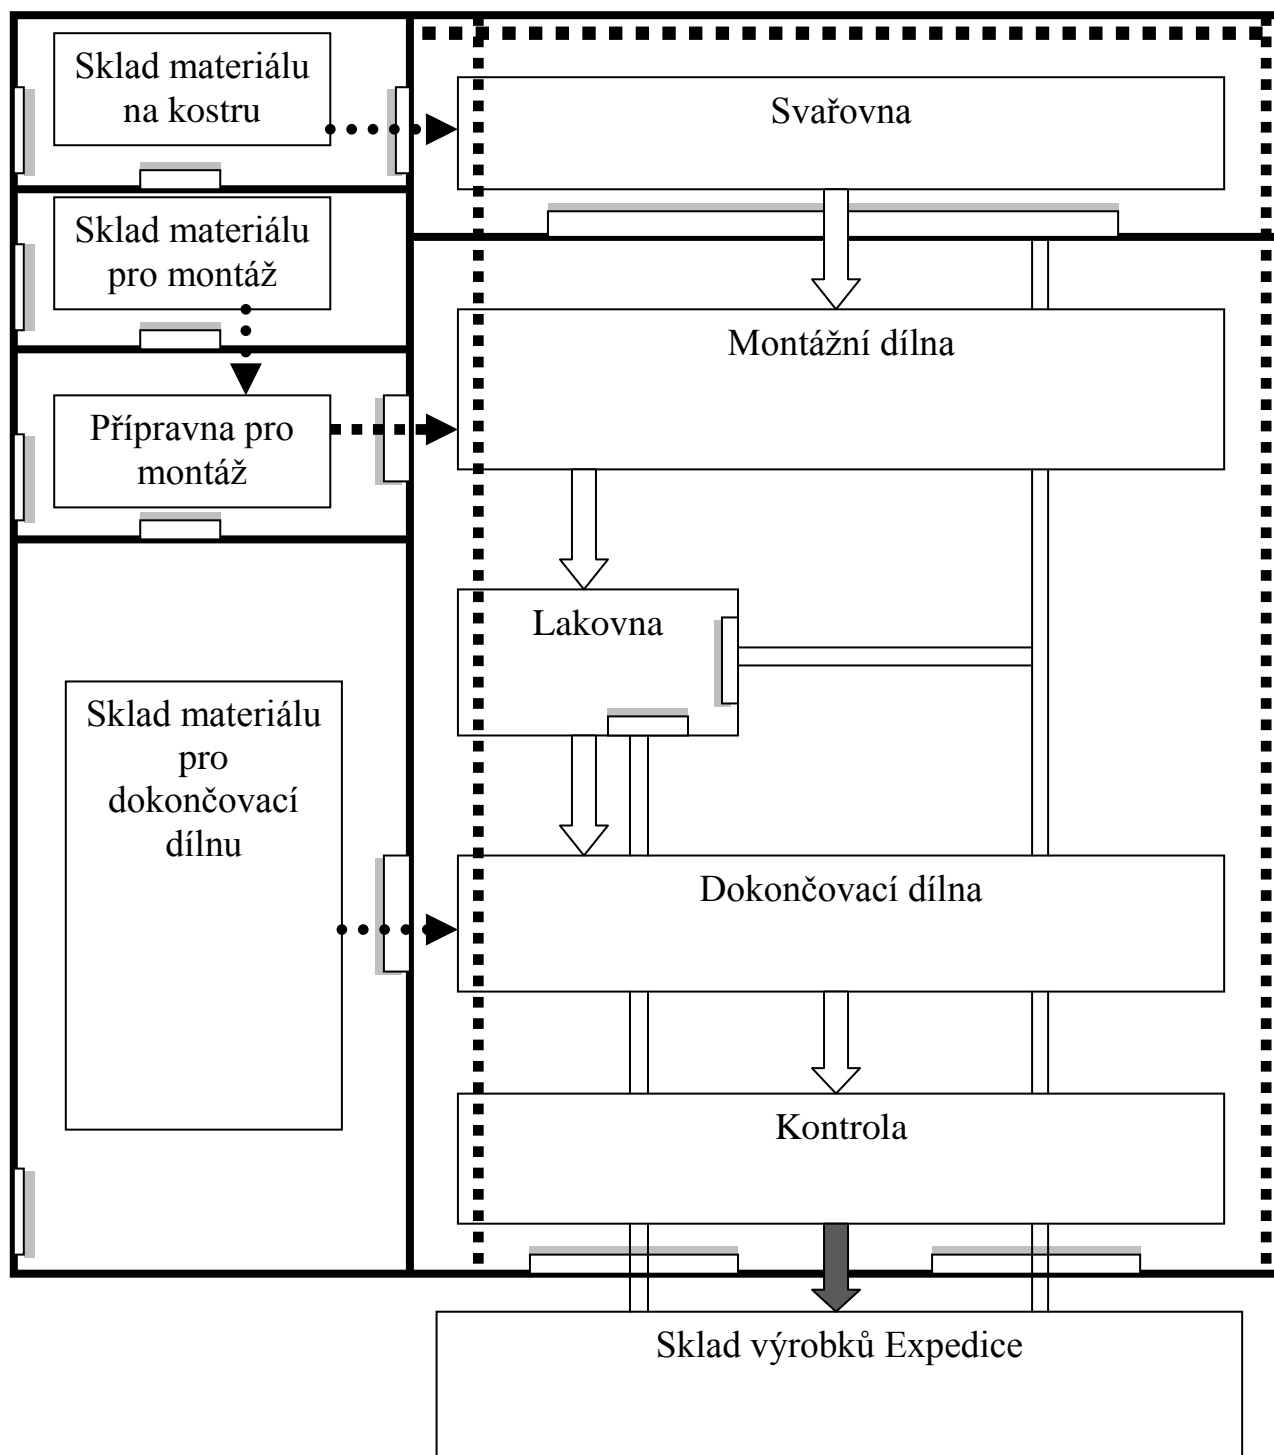 Sklad materiálu
na kostru
Svařovna
Sklad materiálu
pro montáž
Montážní dílna
Přípravna pro
montáž
Lakovna
Sklad materiálu
pro
dokončovací
dílnu
Dokončovací dílna
Kontrola
Sklad výrobků Expedice